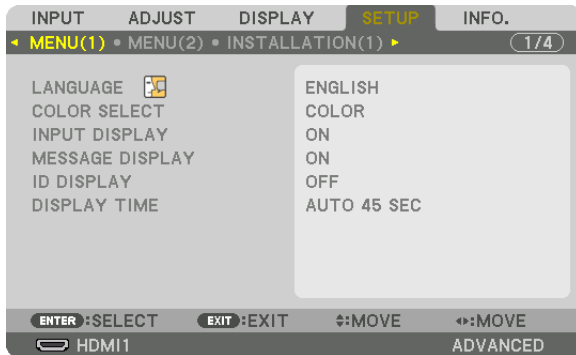 INPUT ADJUST DISPLAY SETUP INFO.
MENU(1) • MENU(2) • INSTALLATION(1) 1/4
LANGUAGE ENGLISH
COLOR SELECT COLOR
INPUT DISPLAY ON
MESSAGE DISPLAY ON
ID DISPLAY OFF
DISPLAY TIME AUTO 45 SEC
ENTER :SELECT EXIT :EXIT :MOVE :MOVE
HDMI1 ADVANCED